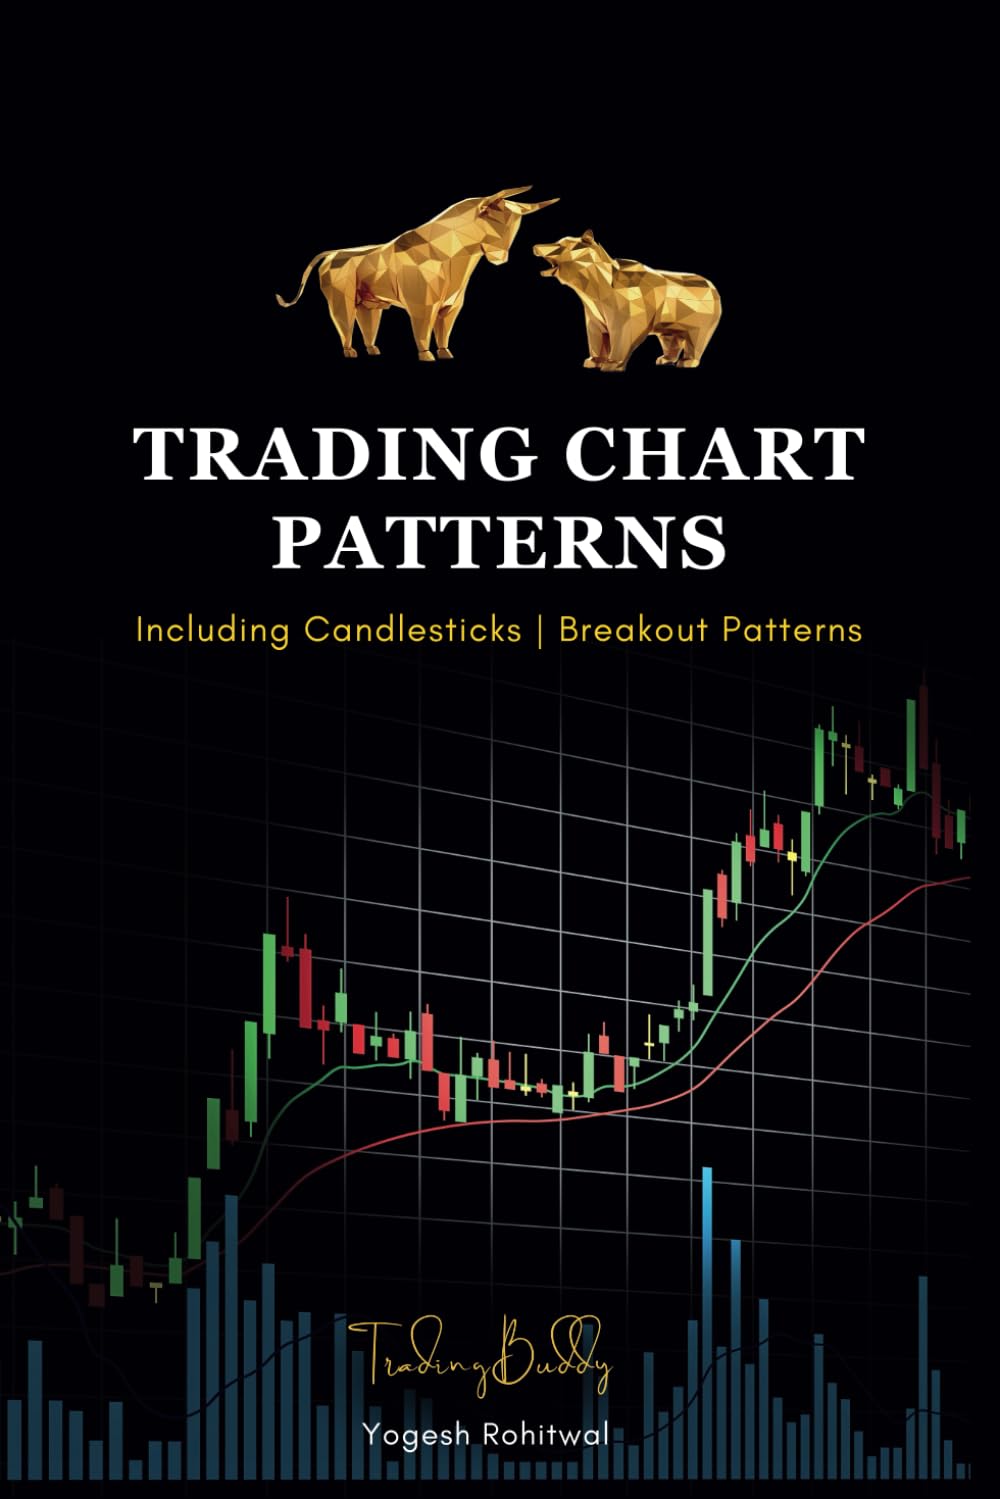 TRADING CHART
PATTERNS
Including Candlesticks | Breakout Patterns
TradingBuddy
Yogesh Rohitwal